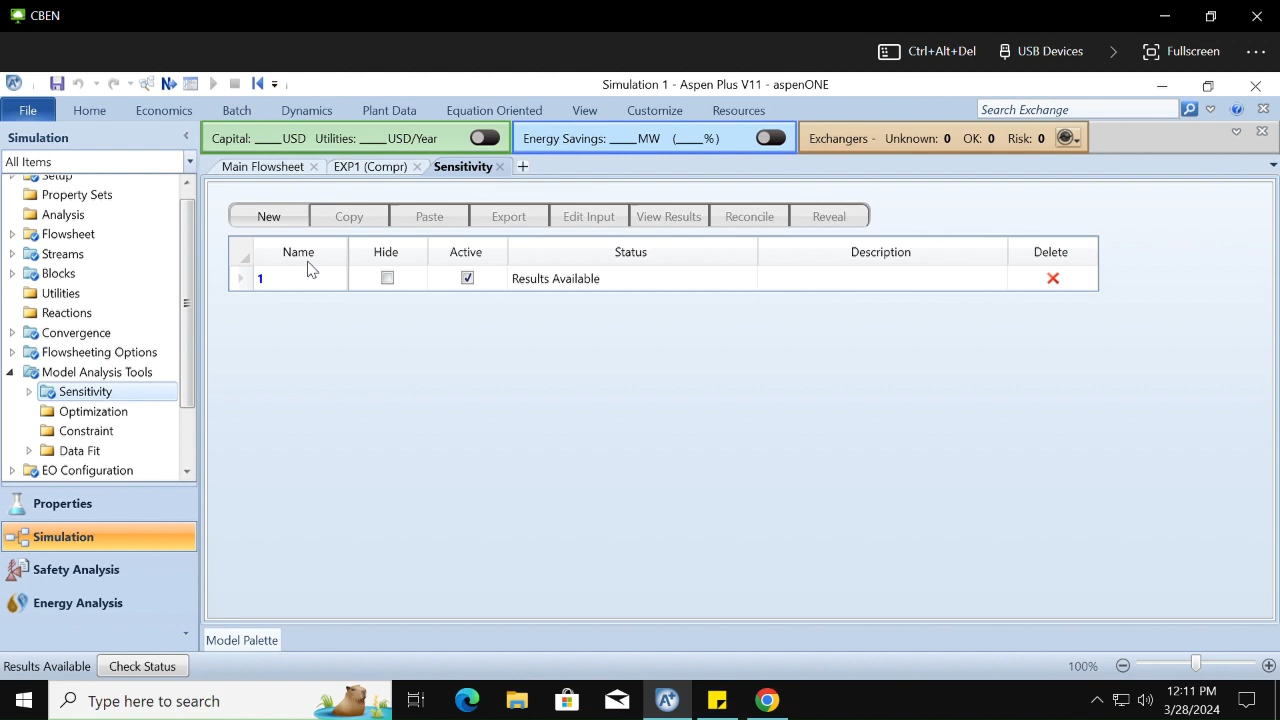 CBEN
Ctrl+Alt+Del USB Devices Fullscreen
Simulation 1 - Aspen Plus V11 - aspenONE
File Home Economics Batch Dynamics Plant Data Equation Oriented View Customize Resources Search Exchange
Simulation
Capital: ____USD Utilities: ____USD/Year
Energy Savings: ____MW (____%)
Exchangers - Unknown: 0 OK: 0 Risk: 0
All Items
Main Flowsheet EXP1 (Compr) Sensitivity
Setup
Property Sets
Analysis
Flowsheet
Streams
Blocks
Utilities
Reactions
Convergence
Flowsheeting Options
Model Analysis Tools
Sensitivity
Optimization
Constraint
Data Fit
EO Configuration
Properties
Simulation
Safety Analysis
Energy Analysis
New Copy Paste Export Edit Input View Results Reconcile Reveal
Name Hide Active Status Description Delete
1 Results Available
Model Palette
Results Available Check Status 100%
Type here to search
12:11 PM
3/28/2024